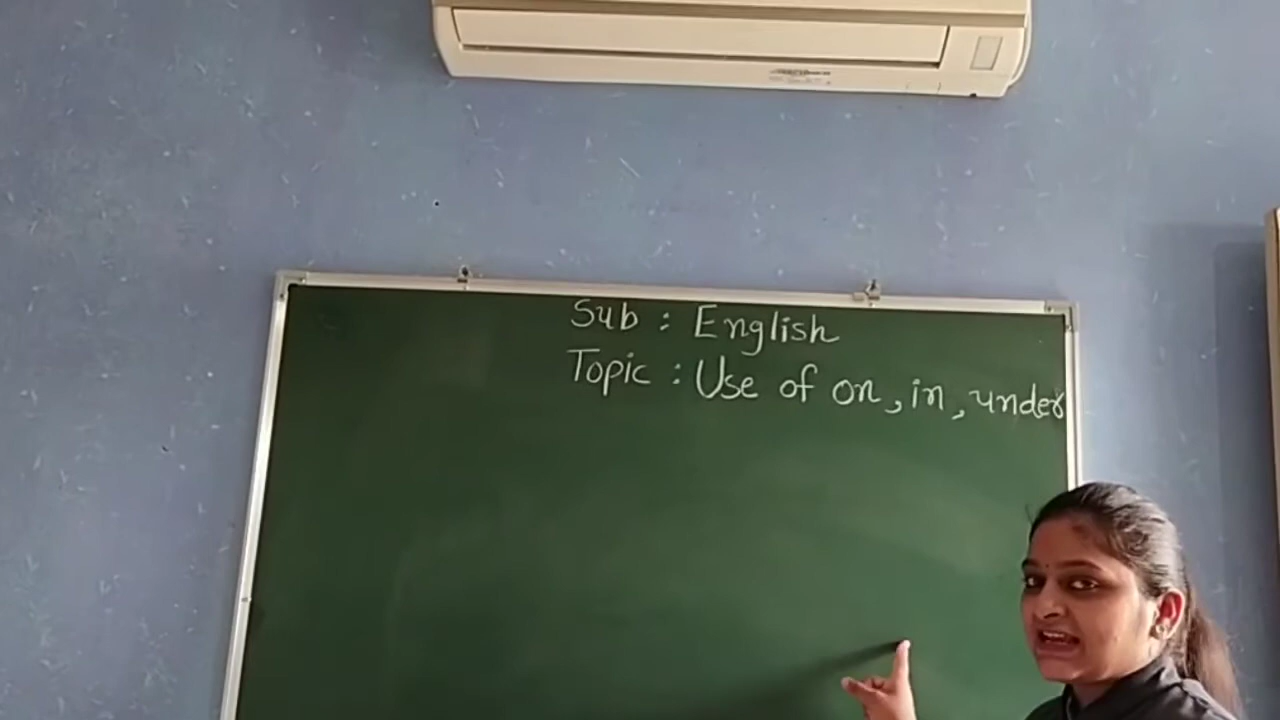 Sub : English
Topic : Use of on, in, under